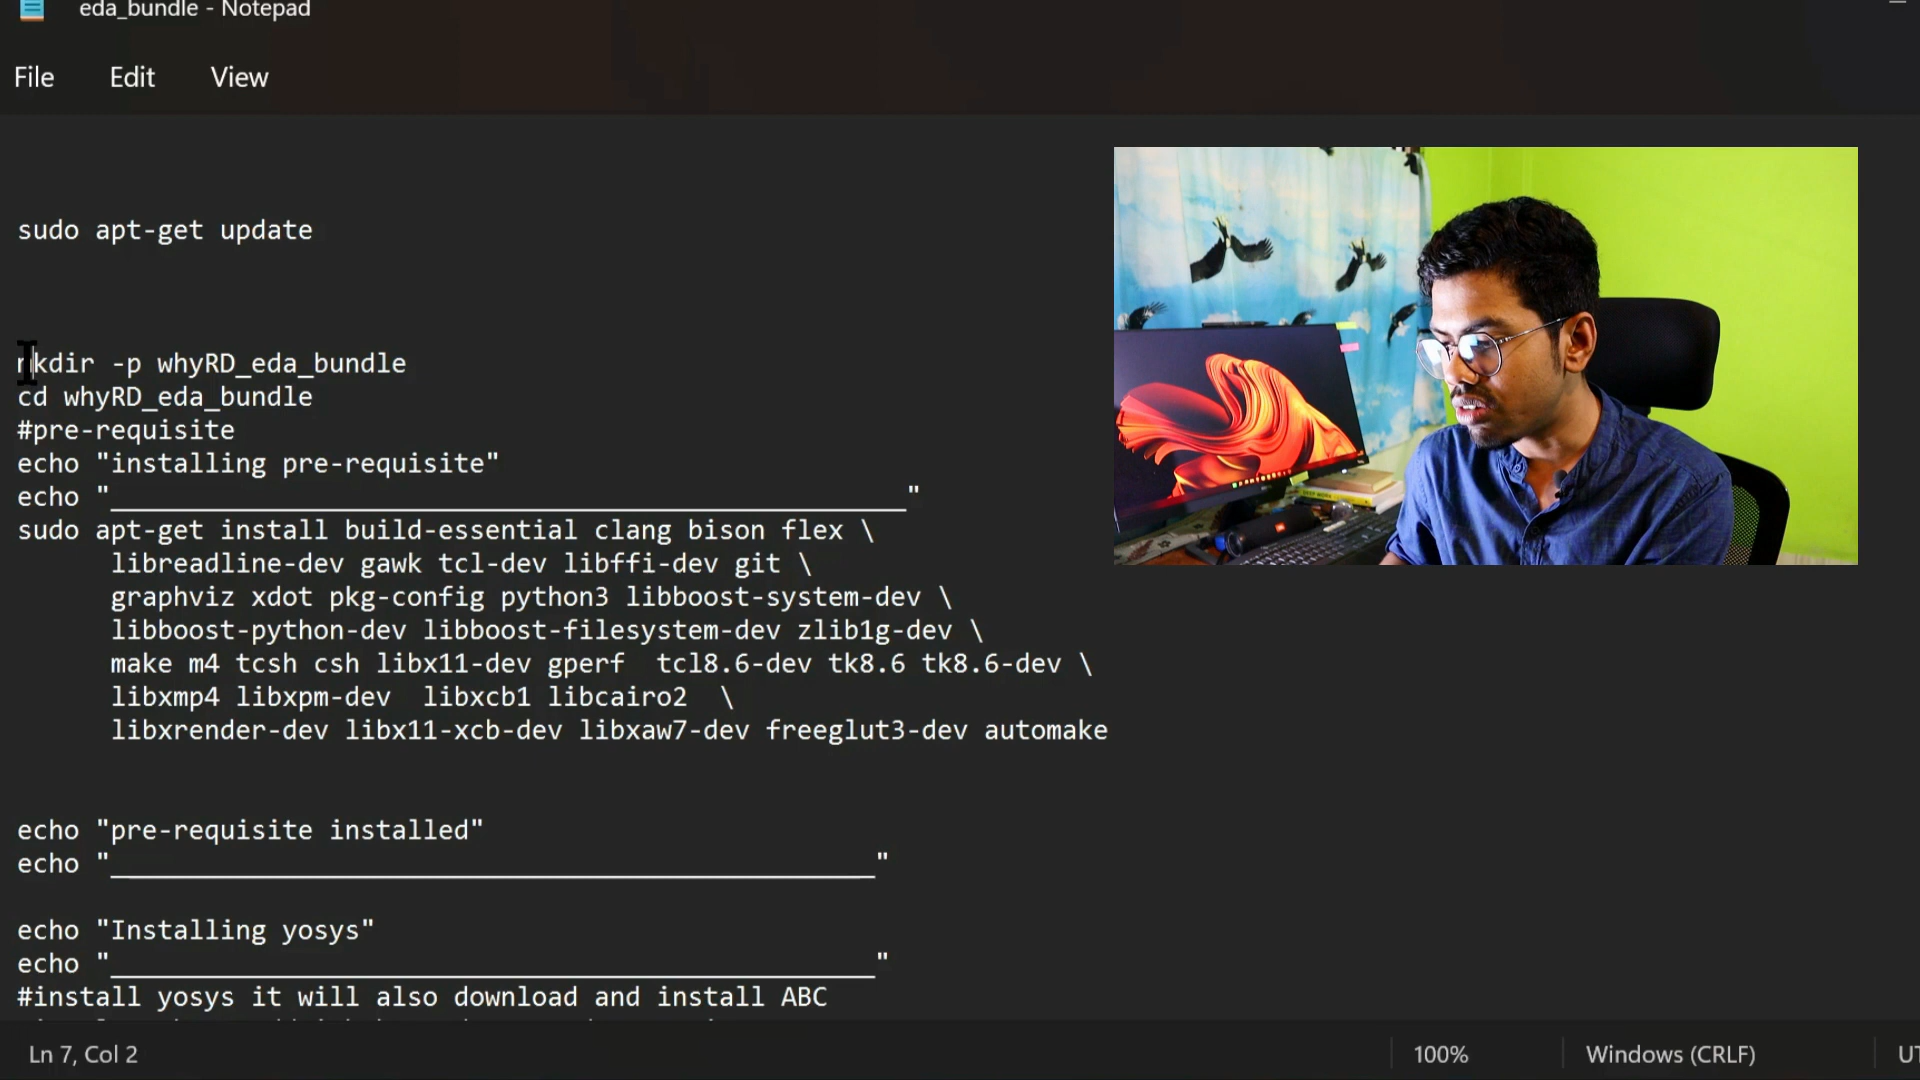 eda_bundle - Notepad
File Edit View
sudo apt-get update
mkdir -p whyRD_eda_bundle
cd whyRD_eda_bundle
#pre-requisite
echo "installing pre-requisite"
echo "___________________________________________________"
sudo apt-get install build-essential clang bison flex \
libreadline-dev gawk tcl-dev libffi-dev git \
graphviz xdot pkg-config python3 libboost-system-dev \
libboost-python-dev libboost-filesystem-dev zlib1g-dev \
make m4 tcsh csh libx11-dev gperf  tcl8.6-dev tk8.6 tk8.6-dev \
libxmp4 libxpm-dev  libxcb1 libcairo2  \
libxrender-dev libx11-xcb-dev libxaw7-dev freeglut3-dev automake
echo "pre-requisite installed"
echo "_________________________________________________"
echo "Installing yosys"
echo "_________________________________________________"
#install yosys it will also download and install ABC
Ln 7, Col 2
100%
Windows (CRLF)